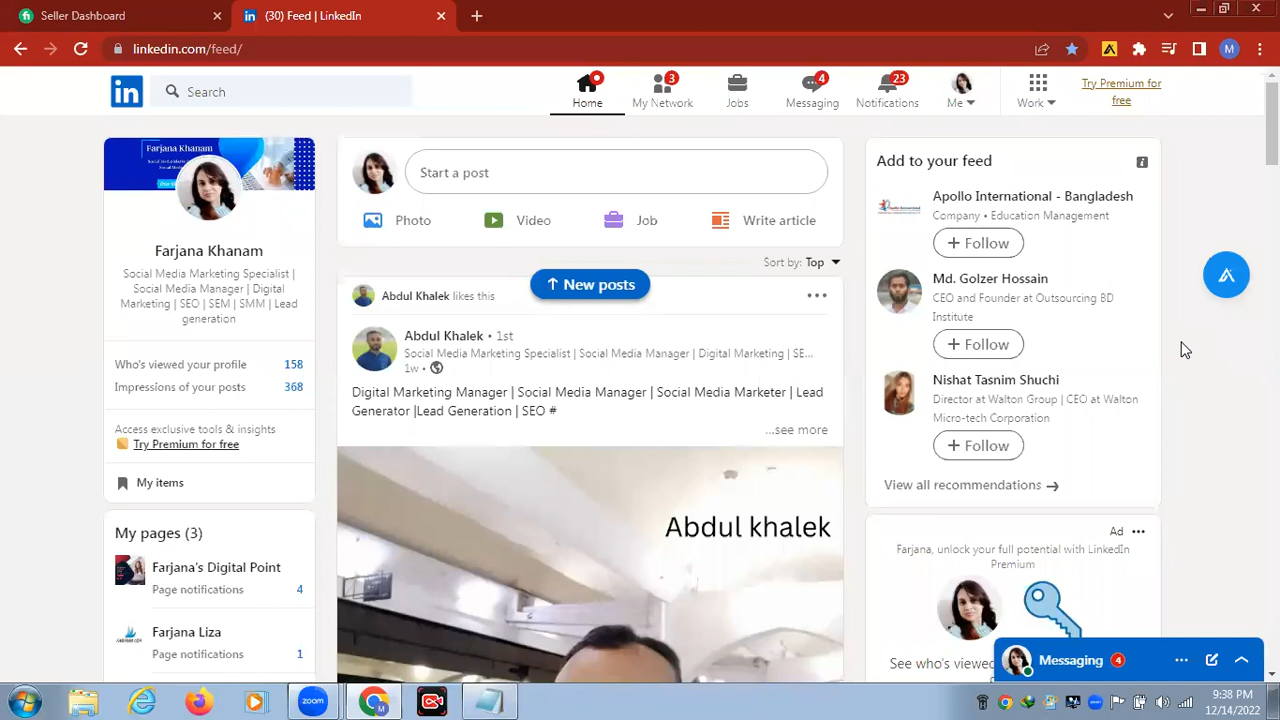 Seller Dashboard
(30) Feed | LinkedIn
linkedin.com/feed/
M
in
Search
Home
3
My Network
Jobs
4
Messaging
23
Notifications
Me
Work
Try Premium for
free
Farjana Khanam
Farjana Khanam
Social Media Marketing Specialist |
Social Media Manager | Digital
Marketing | SEO | SEM | SMM | Lead
generation
Who's viewed your profile 158
Impressions of your posts 368
Access exclusive tools & insights
Try Premium for free
My items
My pages (3)
Farjana's Digital Point
Page notifications 4
Farjana Liza
Page notifications 1
Start a post
Photo
Video
Job
Write article
Sort by: Top
↑ New posts
Abdul Khalek likes this
Abdul Khalek • 1st
Social Media Marketing Specialist | Social Media Manager | Digital Marketing | SE...
1w •
Digital Marketing Manager | Social Media Manager | Social Media Marketer | Lead
Generator |Lead Generation | SEO #
...see more
Abdul khalek
Add to your feed
Apollo International - Bangladesh
Company • Education Management
+ Follow
Md. Golzer Hossain
CEO and Founder at Outsourcing BD
Institute
+ Follow
Nishat Tasnim Shuchi
Director at Walton Group | CEO at Walton
Micro-tech Corporation
+ Follow
View all recommendations →
Ad
Farjana, unlock your full potential with LinkedIn
Premium
See who's viewed
Messaging 4
zoom
9:38 PM
12/14/2022